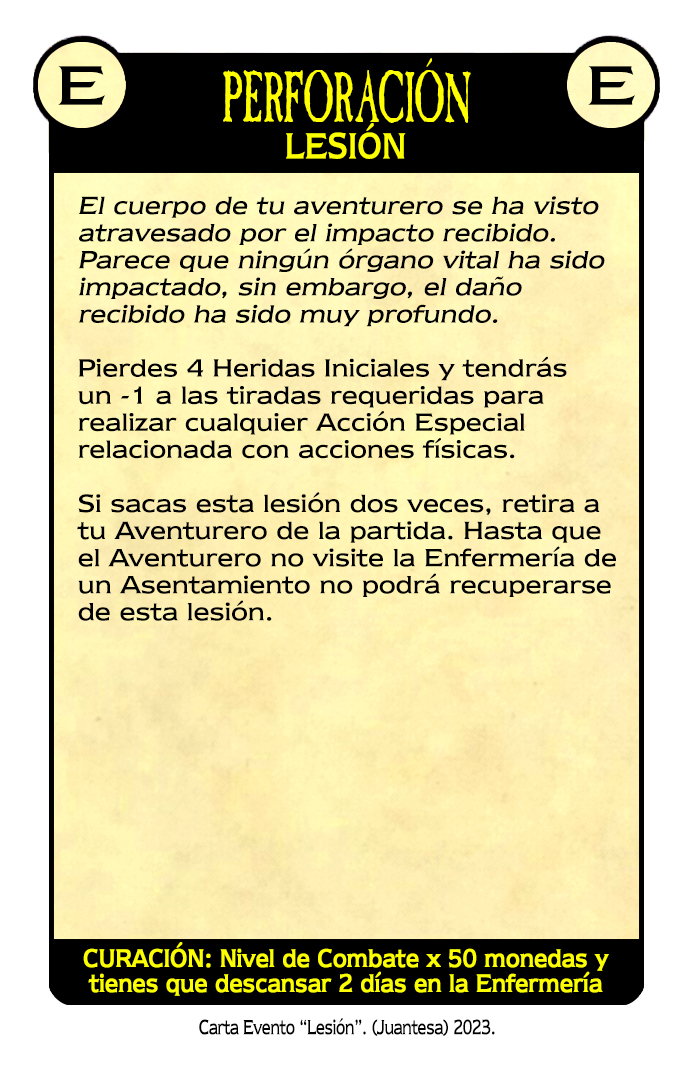 E
E
PERFORACIÓN
LESIÓN
El cuerpo de tu aventurero se ha visto
atravesado por el impacto recibido.
Parece que ningún órgano vital ha sido
impactado, sin embargo, el daño
recibido ha sido muy profundo.
Pierdes 4 Heridas Iniciales y tendrás
un -1 a las tiradas requeridas para
realizar cualquier Acción Especial
relacionada con acciones físicas.
Si sacas esta lesión dos veces, retira a
tu Aventurero de la partida. Hasta que
el Aventurero no visite la Enfermería de
un Asentamiento no podrá recuperarse
de esta lesión.
CURACIÓN: Nivel de Combate x 50 monedas y
tienes que descansar 2 días en la Enfermería
Carta Evento “Lesión”. (Juantesa) 2023.